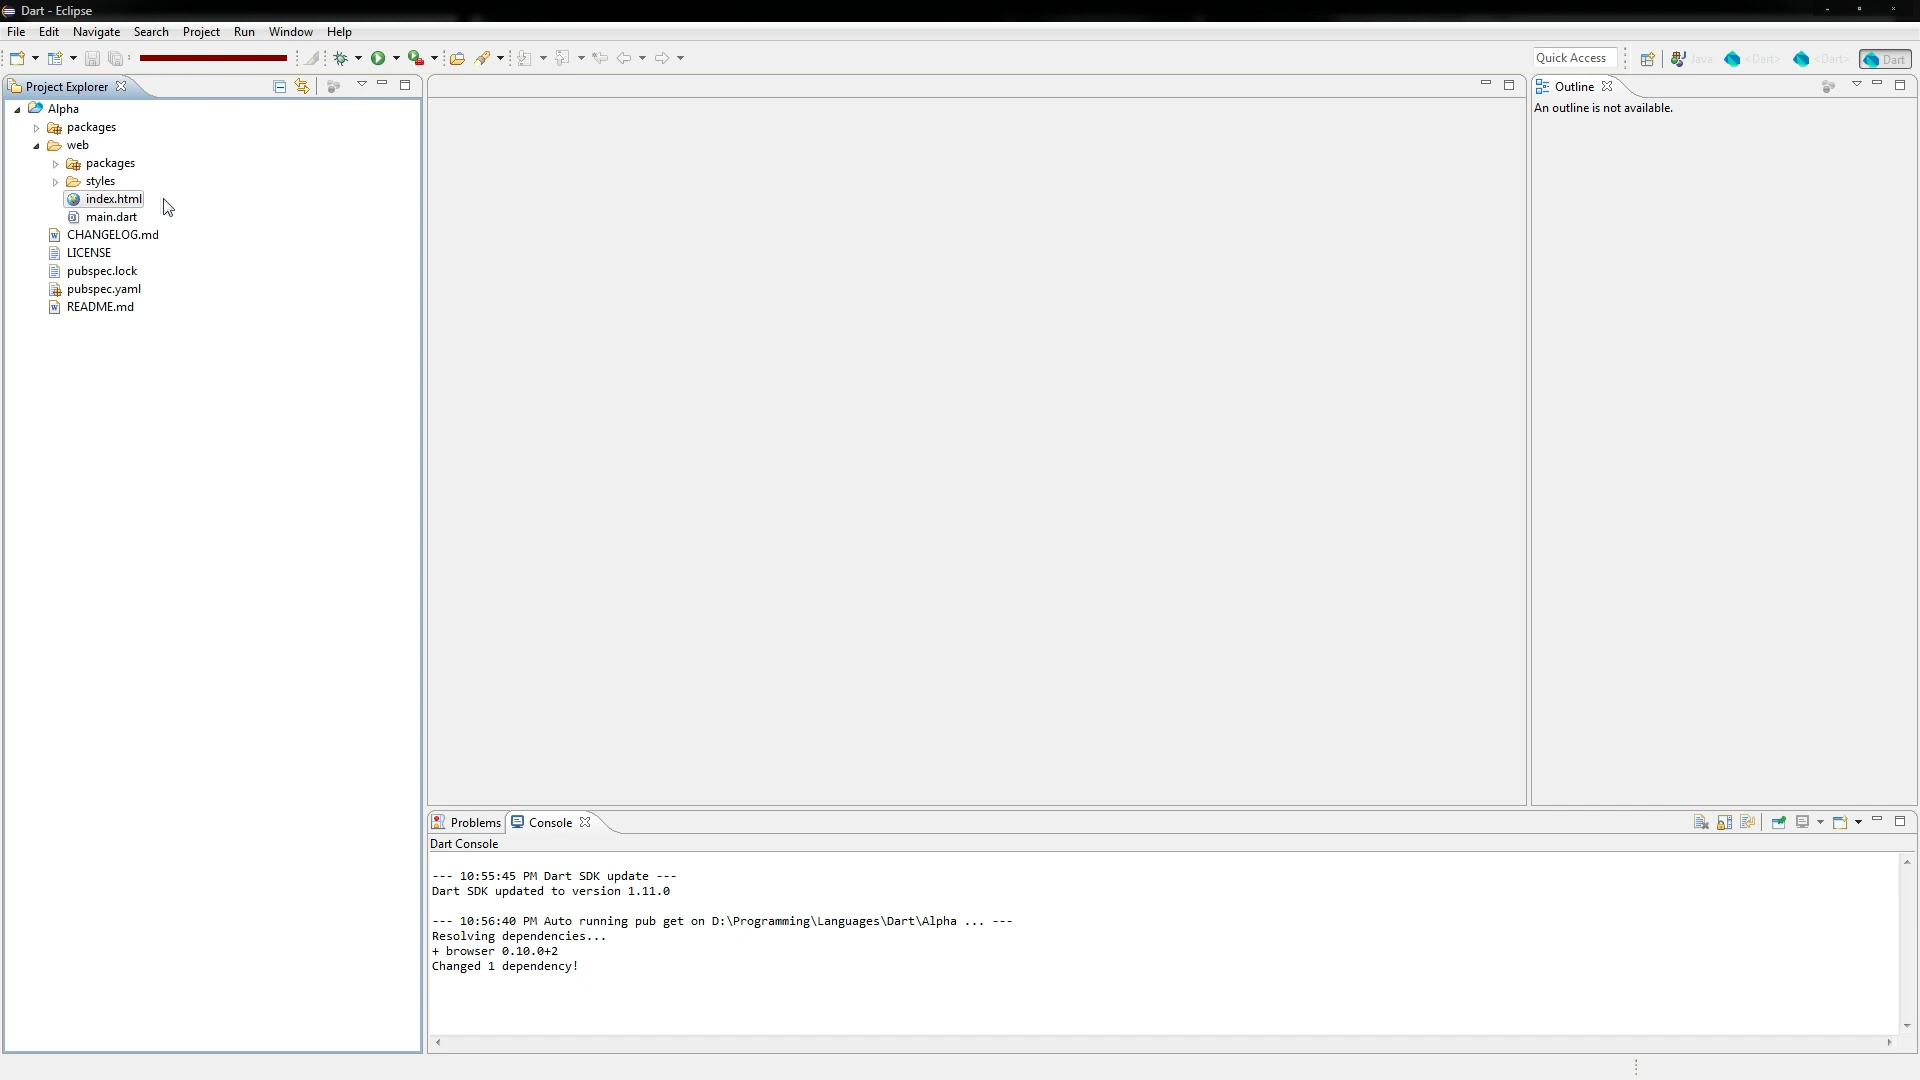 Dart - Eclipse
File Edit Navigate Search Project Run Window Help
Quick Access Java <Dart> <Dart> Dart
Project Explorer
Outline
Alpha
An outline is not available.
packages
web
packages
styles
index.html
main.dart
CHANGELOG.md
LICENSE
pubspec.lock
pubspec.yaml
README.md
Problems Console
Dart Console
--- 10:55:45 PM Dart SDK update ---
Dart SDK updated to version 1.11.0
--- 10:56:40 PM Auto running pub get on D:\Programming\Languages\Dart\Alpha ... ---
Resolving dependencies...
+ browser 0.10.0+2
Changed 1 dependency!